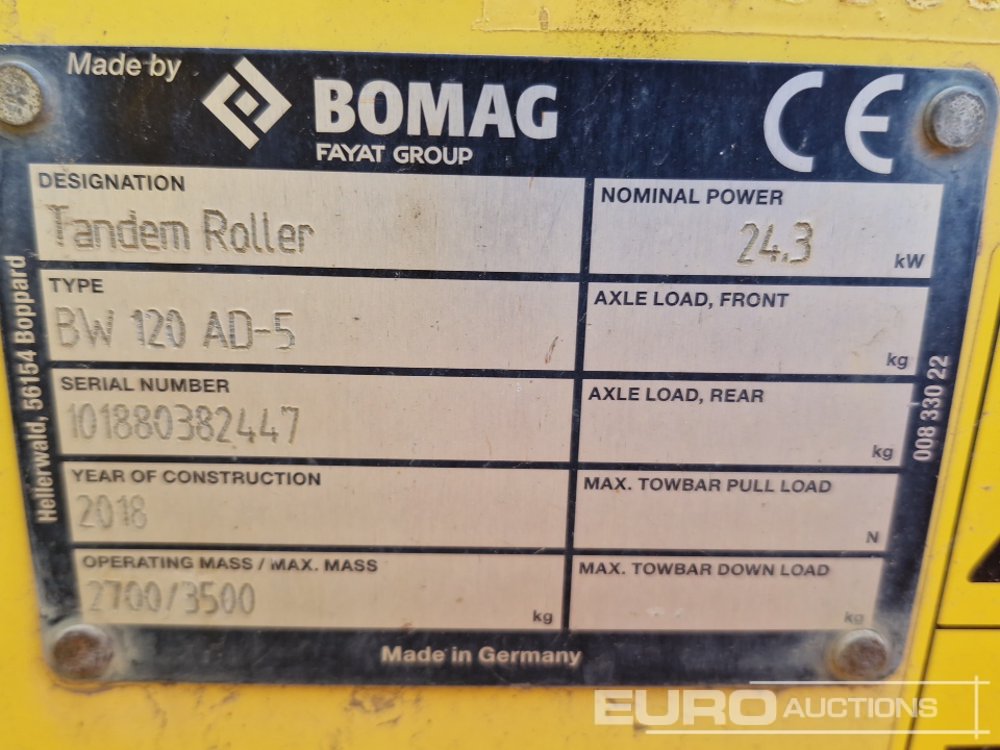 Made by
BOMAG
FAYAT GROUP
CE
DESIGNATION
Tandem Roller
TYPE
BW 120 AD-5
SERIAL NUMBER
101880382447
YEAR OF CONSTRUCTION
2018
OPERATING MASS / MAX. MASS
2700/3500 kg
NOMINAL POWER
24.3 kW
AXLE LOAD, FRONT
kg
AXLE LOAD, REAR
kg
MAX. TOWBAR PULL LOAD
N
MAX. TOWBAR DOWN LOAD
kg
Hellerwald, 56154 Boppard
008 330 22
Made in Germany
EURO AUCTIONS